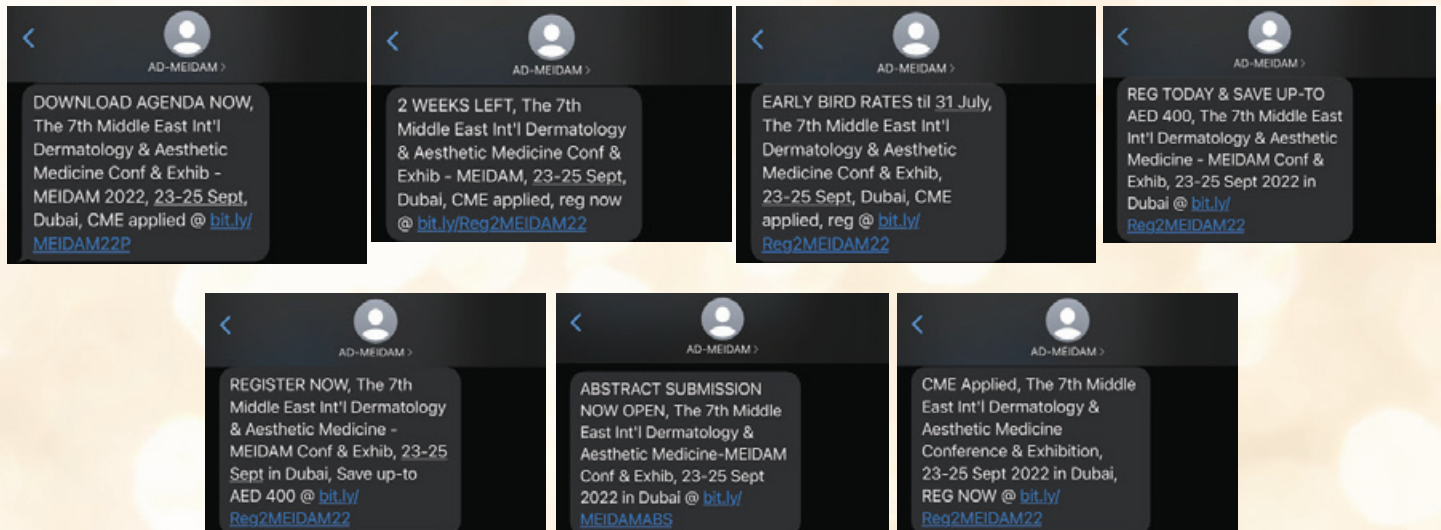 AD-MEIDAM >
DOWNLOAD AGENDA NOW,
The 7th Middle East Int'l
Dermatology & Aesthetic
Medicine Conf & Exhib -
MEIDAM 2022, 23-25 Sept,
Dubai, CME applied @ bit.ly/
MEIDAM22P
AD-MEIDAM >
2 WEEKS LEFT, The 7th
Middle East Int'l Dermatology
& Aesthetic Medicine Conf &
Exhib - MEIDAM, 23-25 Sept,
Dubai, CME applied, reg now
@ bit.ly/Reg2MEIDAM22
AD-MEIDAM >
EARLY BIRD RATES til 31 July,
The 7th Middle East Int'l
Dermatology & Aesthetic
Medicine Conf & Exhib,
23-25 Sept, Dubai, CME
applied, reg @ bit.ly/
Reg2MEIDAM22
AD-MEIDAM >
REG TODAY & SAVE UP-TO
AED 400, The 7th Middle East
Int'l Dermatology & Aesthetic
Medicine - MEIDAM Conf &
Exhib, 23-25 Sept 2022 in
Dubai @ bit.ly/
Reg2MEIDAM22
AD-MEIDAM >
REGISTER NOW, The 7th
Middle East Int'l Dermatology
& Aesthetic Medicine -
MEIDAM Conf & Exhib, 23-25
Sept in Dubai, Save up-to
AED 400 @ bit.ly/
Reg2MEIDAM22
AD-MEIDAM >
ABSTRACT SUBMISSION
NOW OPEN, The 7th Middle
East Int'l Dermatology &
Aesthetic Medicine-MEIDAM
Conf & Exhib, 23-25 Sept
2022 in Dubai @ bit.ly/
MEIDAMABS
AD-MEIDAM >
CME Applied, The 7th Middle
East Int'l Dermatology &
Aesthetic Medicine
Conference & Exhibition,
23-25 Sept 2022 in Dubai,
REG NOW @ bit.ly/
Reg2MEIDAM22